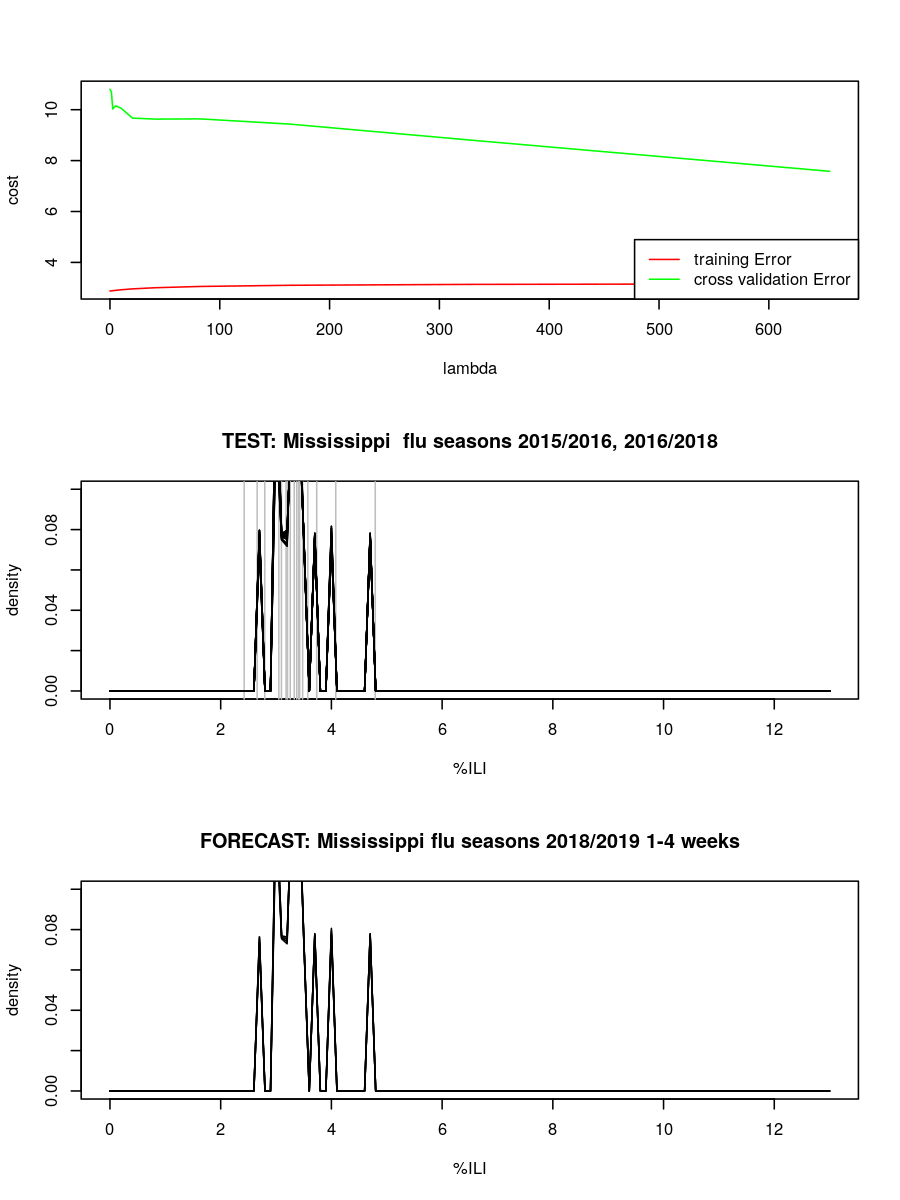 10
8
6
4
cost
training Error
cross validation Error
0 100 200 300 400 500 600
lambda
TEST: Mississippi  flu seasons 2015/2016, 2016/2018
0.08
0.04
0.00
density
0 2 4 6 8 10 12
%ILI
FORECAST: Mississippi flu seasons 2018/2019 1-4 weeks
0.08
0.04
0.00
density
0 2 4 6 8 10 12
%ILI